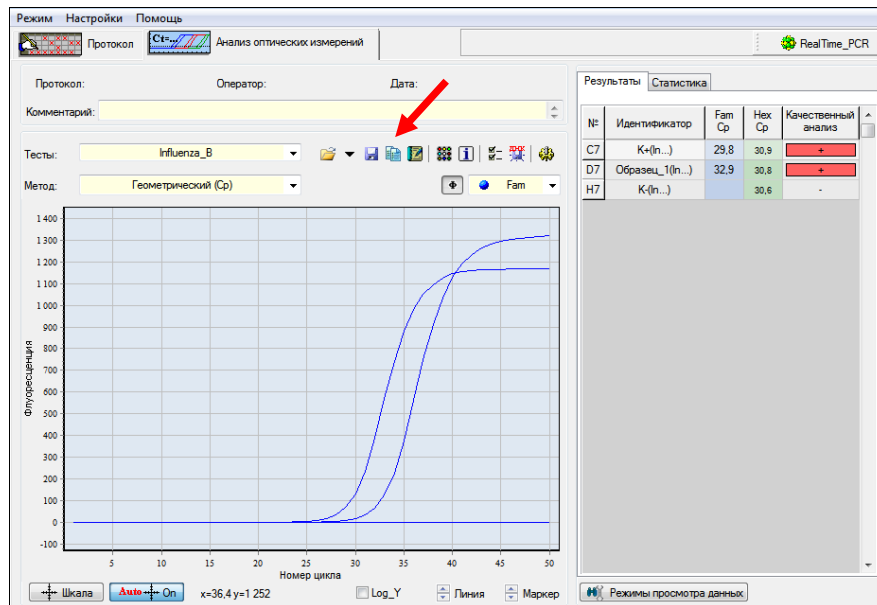 Режим Настройки Помощь
Протокол
Ct=...
Анализ оптических измерений
RealTime_PCR
Протокол: Оператор: Дата:
Комментарий:
Тесты: Influenza_B
Метод: Геометрический (Cp) Ф Fam
1 400
1 300
1 200
1 100
1 000
900
800
700
600
500
400
300
200
100
0
-100
Флуоресценция
5 10 15 20 25 30 35 40 45 50
Номер цикла
Шкала Auto On x=36,4 y=1 252 Log_Y Линия Маркер
Результаты Статистика
№ Идентификатор Fam Cp Hex Cp Качественный анализ
C7 K+(In...) 29,8 30,9 +
D7 Образец_1(In...) 32,9 30,8 +
H7 K-(In...) 30,6 -
Режимы просмотра данных